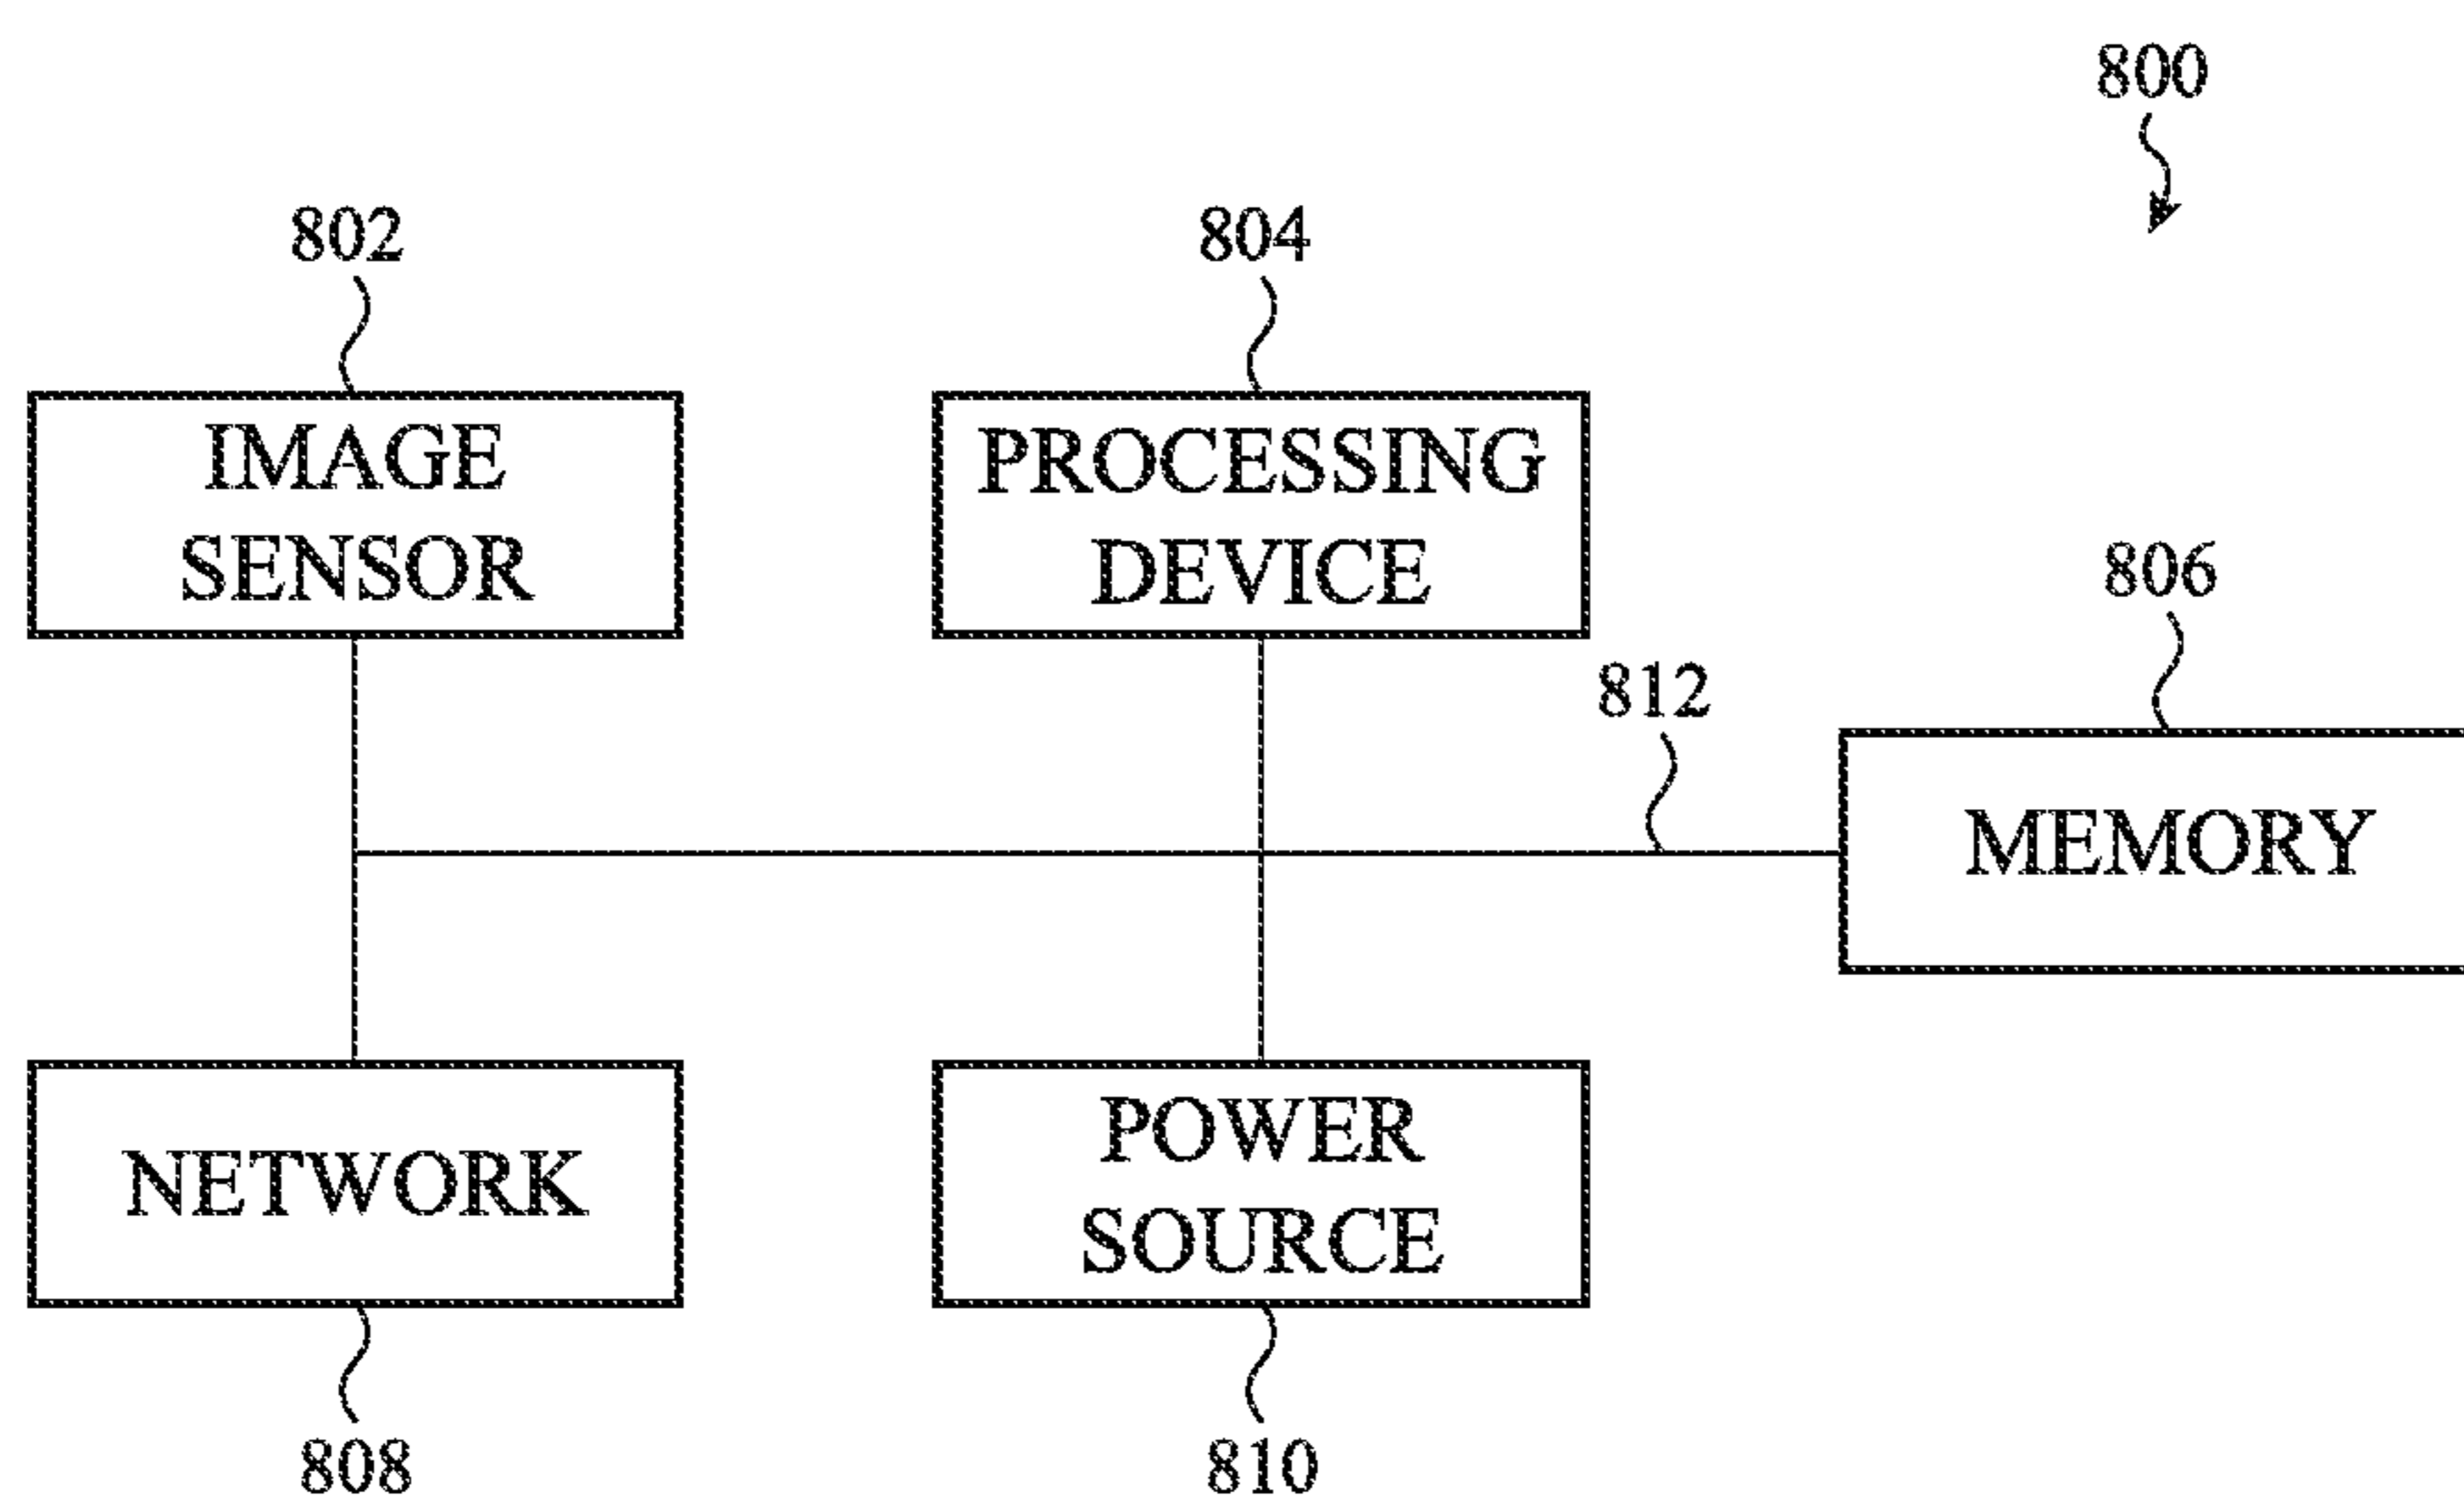 800
802
804
IMAGE
SENSOR
PROCESSING
DEVICE
806
812
MEMORY
NETWORK
POWER
SOURCE
808
810